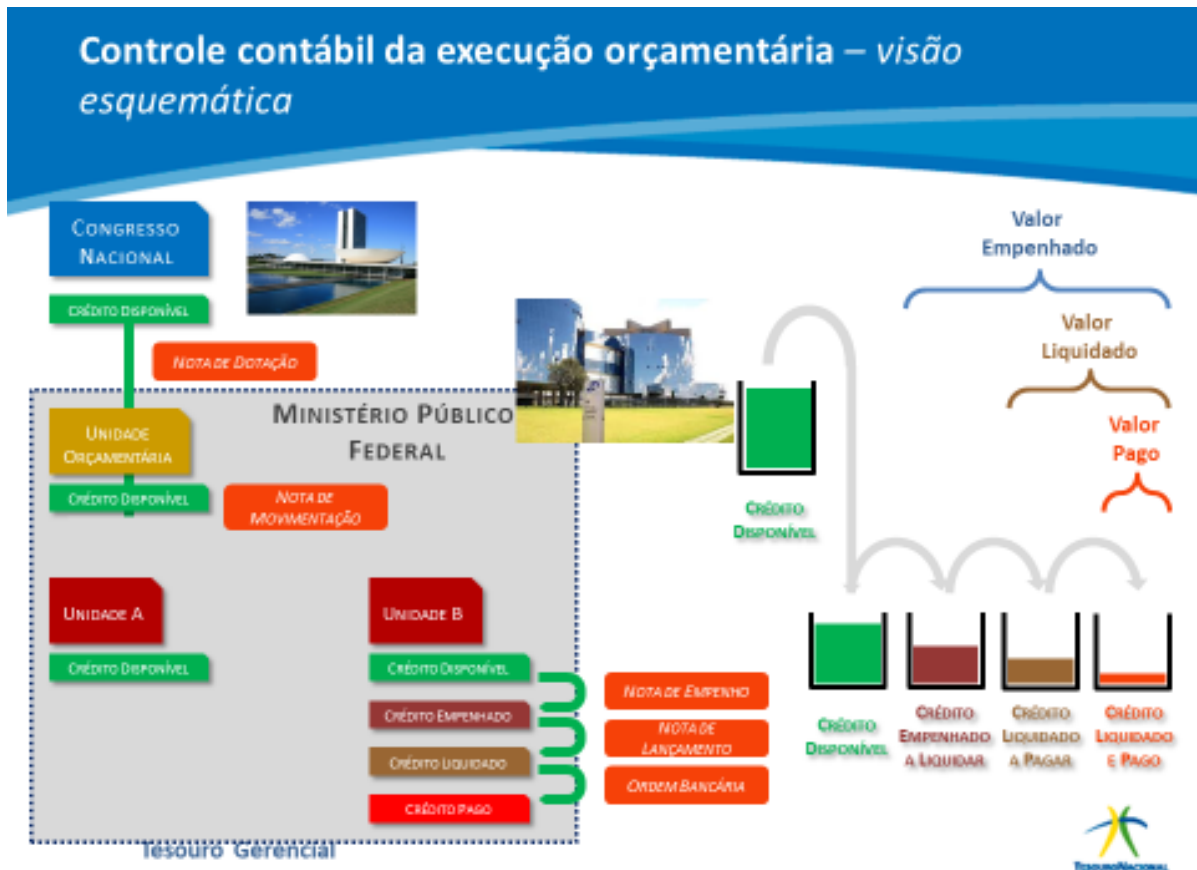 Controle contábil da execução orçamentária – visão
esquemática
CONGRESSO
NACIONAL
CRÉDITO DISPONÍVEL
NOTA DE DOTAÇÃO
MINISTÉRIO PÚBLICO
FEDERAL
UNIDADE
ORÇAMENTÁRIA
CRÉDITO DISPONÍVEL
NOTA DE
MOVIMENTAÇÃO
UNIDADE A
CRÉDITO DISPONÍVEL
UNIDADE B
CRÉDITO DISPONÍVEL
CRÉDITO EMPENHADO
CRÉDITO LIQUIDADO
CRÉDITO PAGO
NOTA DE EMPENHO
NOTA DE
LANÇAMENTO
ORDEM BANCÁRIA
Tesouro Gerencial
Valor
Empenhado
Valor
Liquidado
Valor
Pago
CRÉDITO
DISPONÍVEL
CRÉDITO
DISPONÍVEL
CRÉDITO
EMPENHADO
A LIQUIDAR
CRÉDITO
LIQUIDADO
A PAGAR
CRÉDITO
LIQUIDADO
E PAGO
TESOURONACIONAL